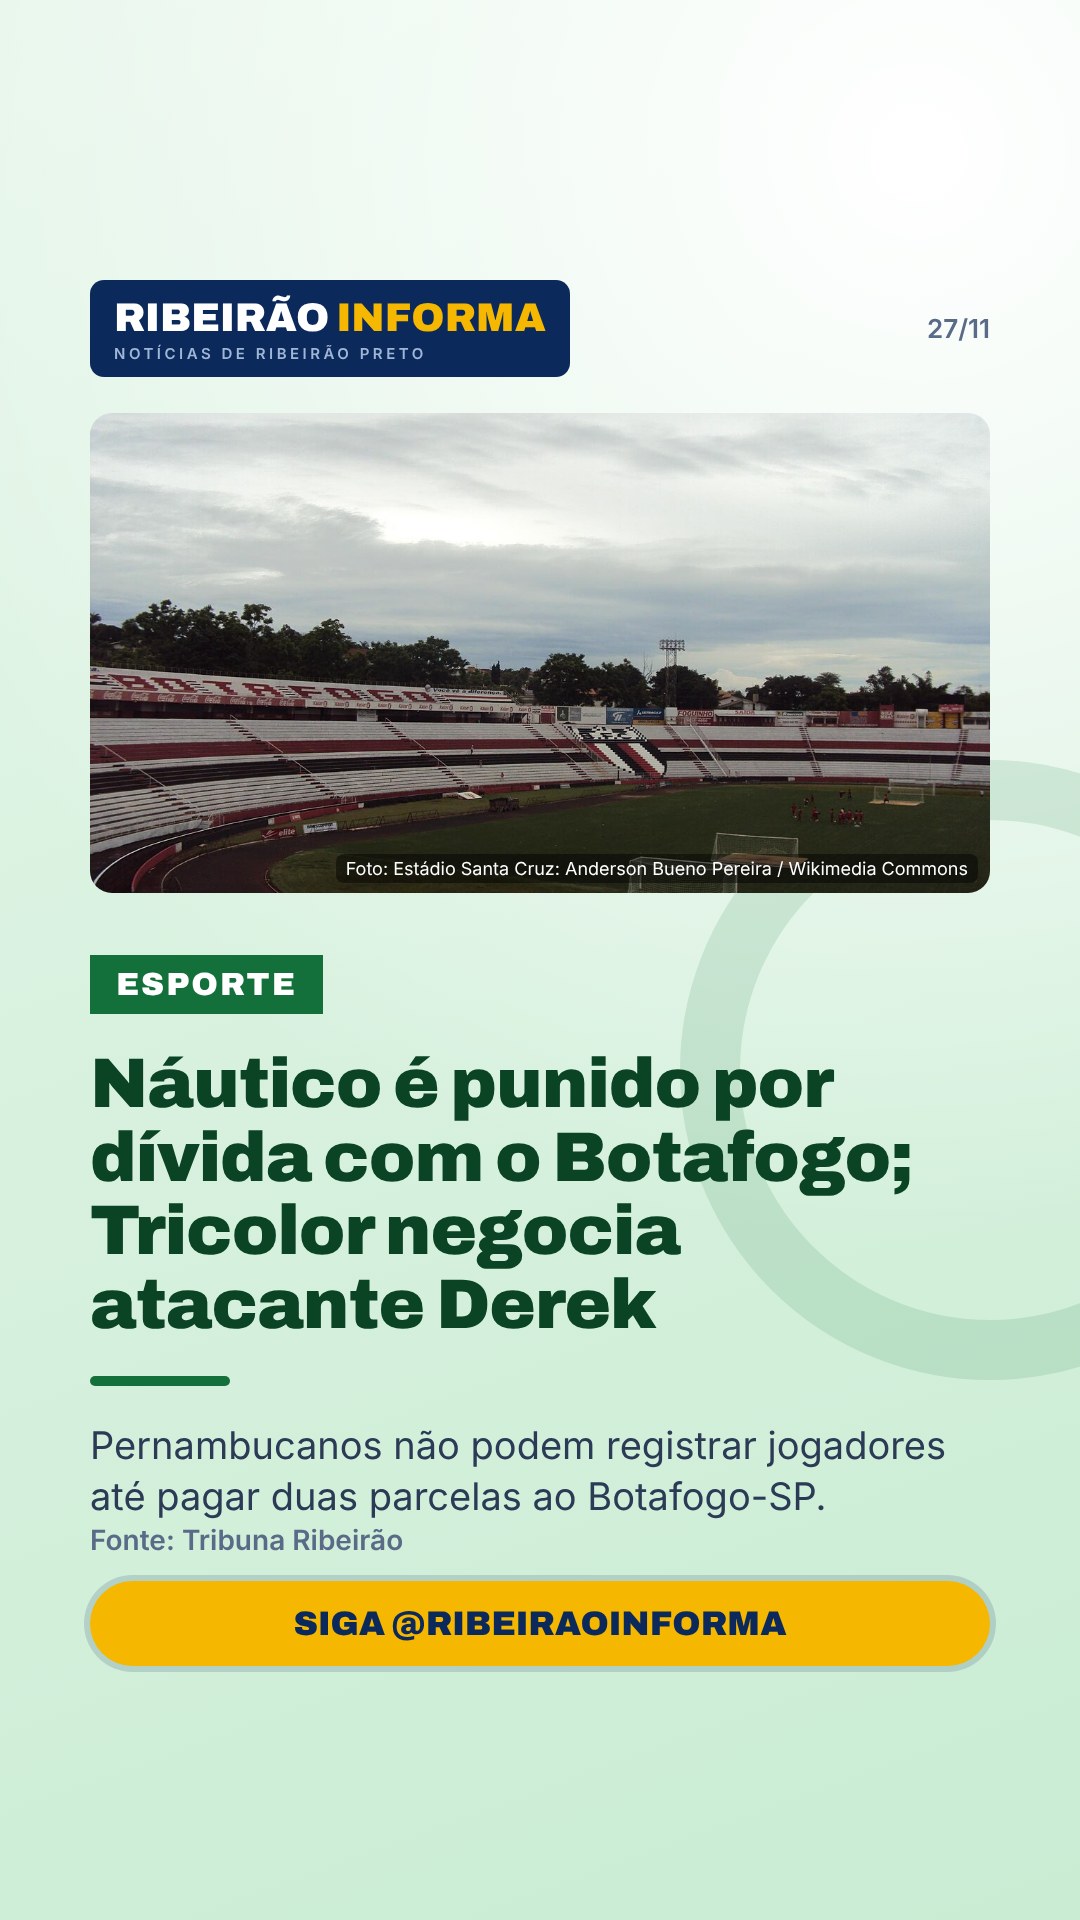 RIBEIRÃO INFORMA
NOTÍCIAS DE RIBEIRÃO PRETO
27/11
BOTAFOGO
Foto: Estádio Santa Cruz: Anderson Bueno Pereira / Wikimedia Commons
ESPORTE
Náutico é punido por
dívida com o Botafogo;
Tricolor negocia
atacante Derek
Pernambucanos não podem registrar jogadores
até pagar duas parcelas ao Botafogo-SP.
Fonte: Tribuna Ribeirão
SIGA @RIBEIRAOINFORMA